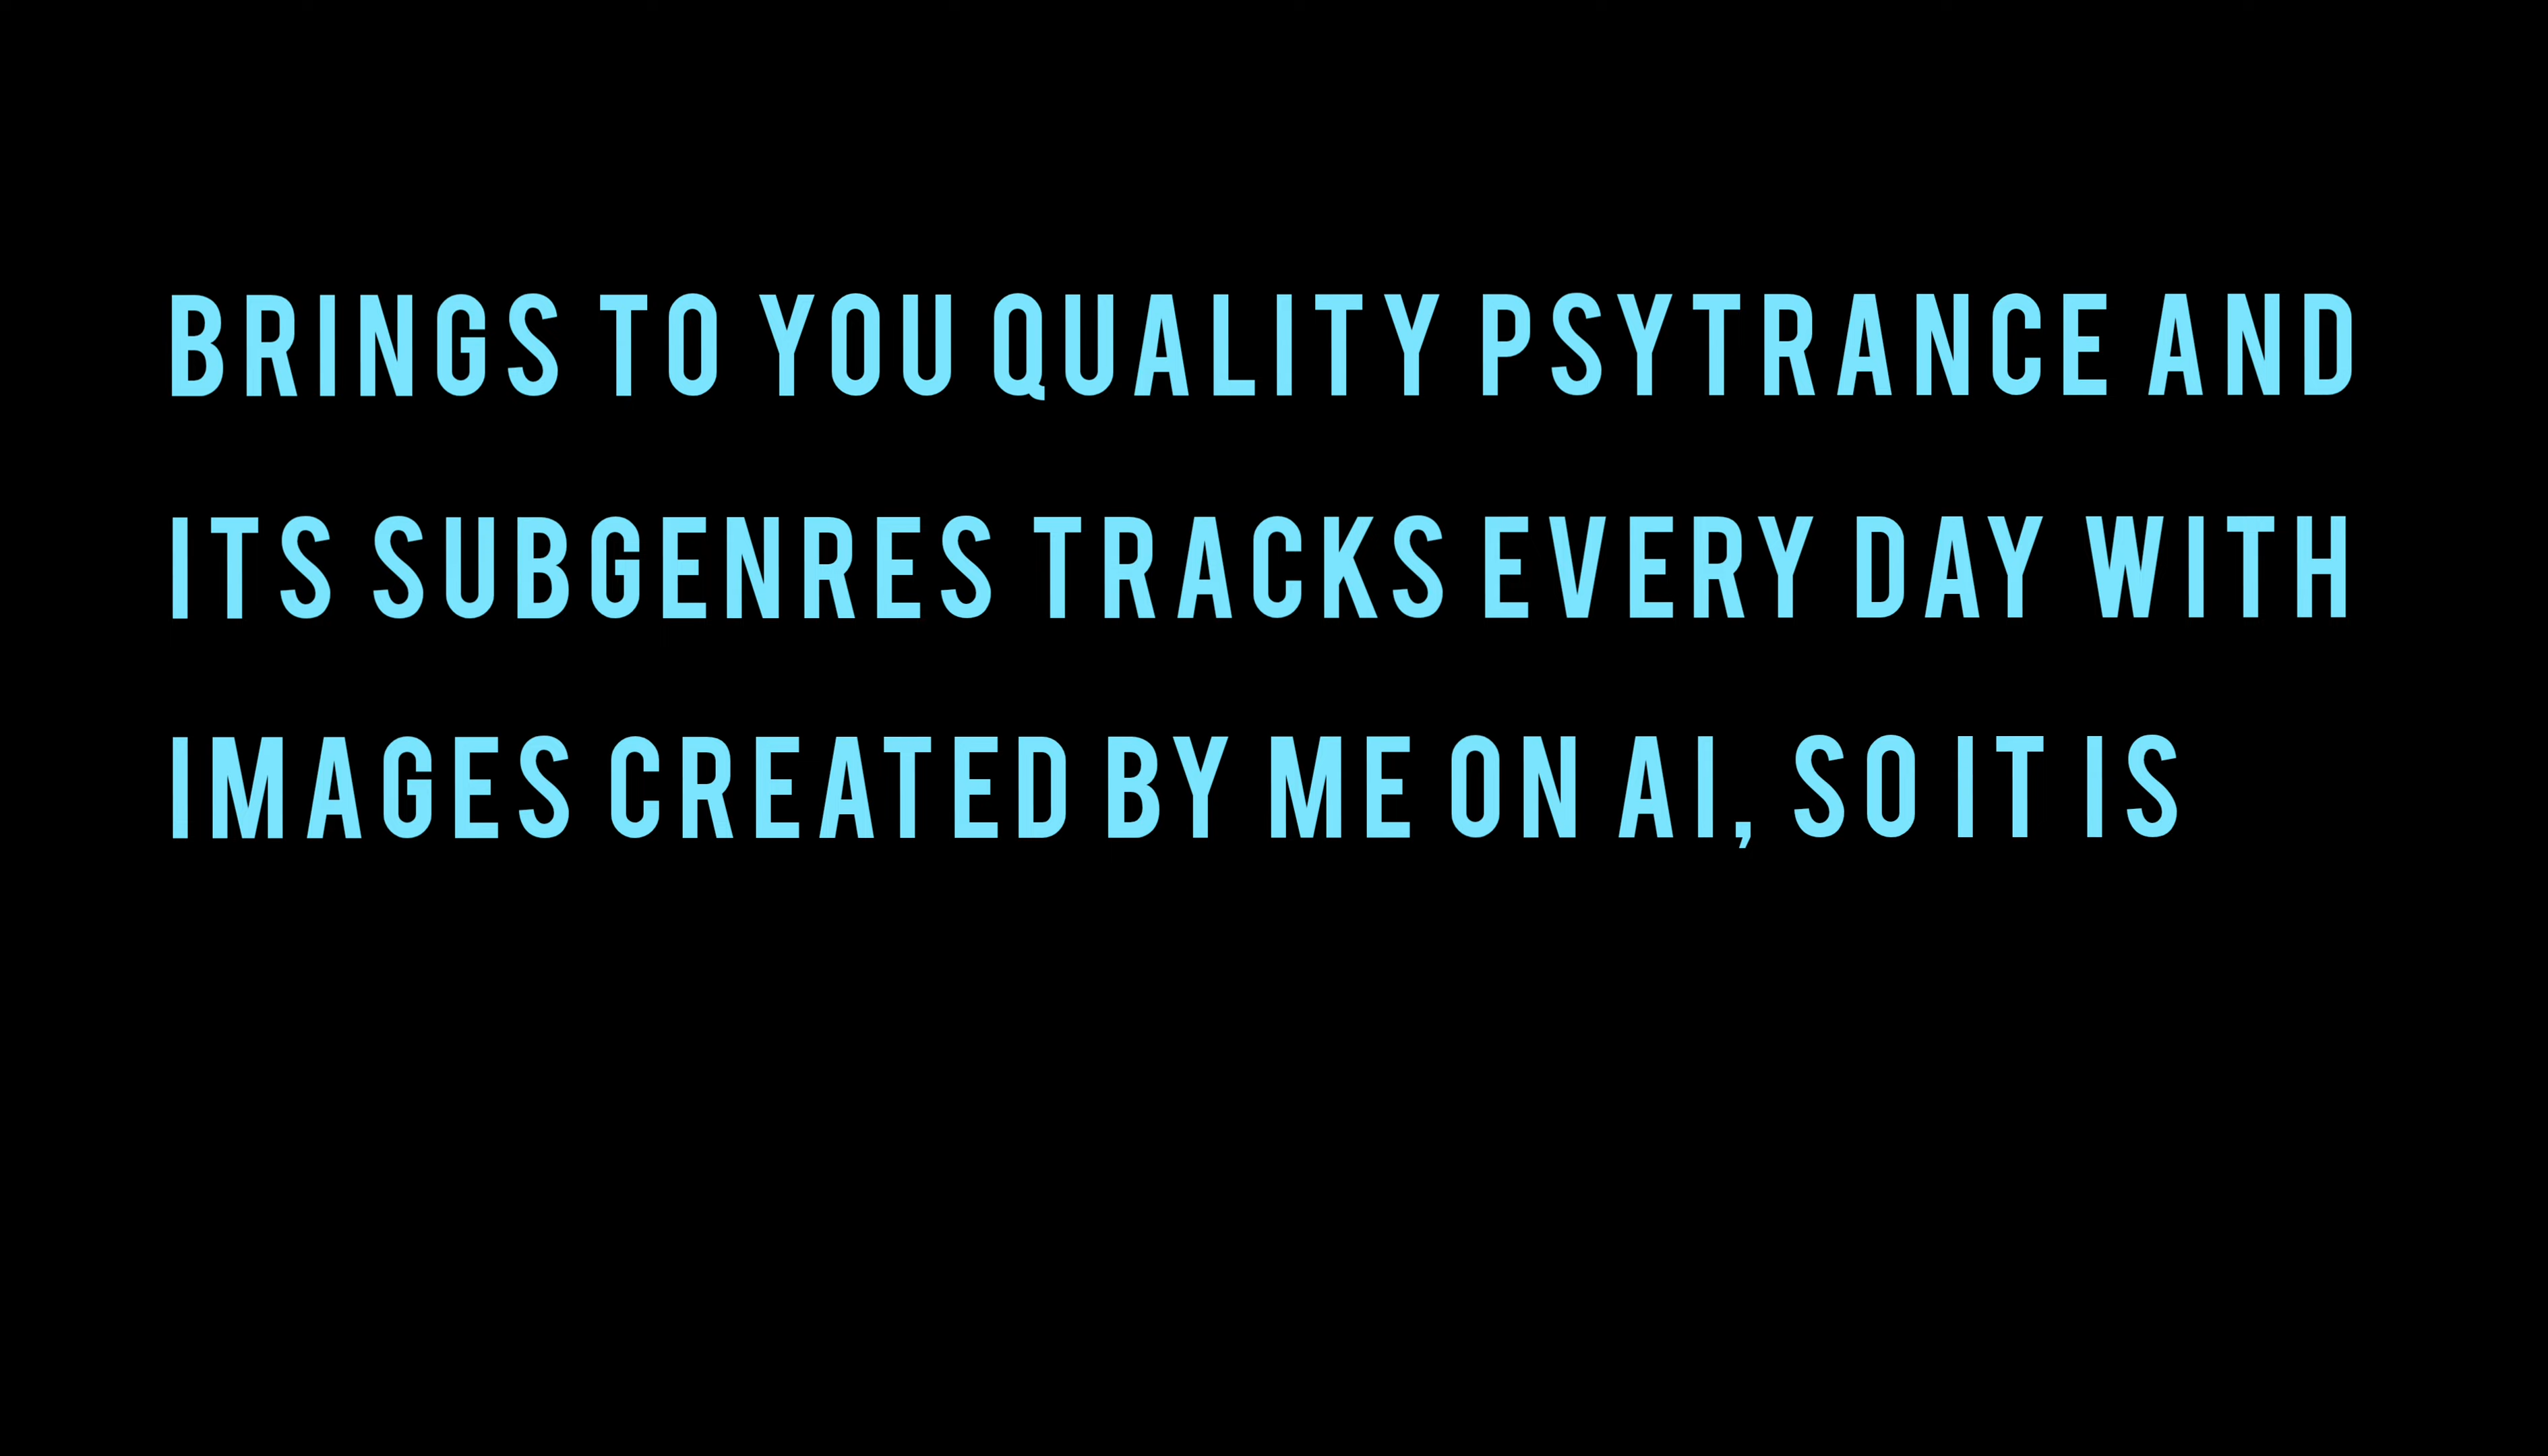 BRINGS TO YOU QUALITY PSYTRANCE AND
ITS SUBGENRES TRACKS EVERY DAY WITH
IMAGES CREATED BY ME ON AI, SO IT IS